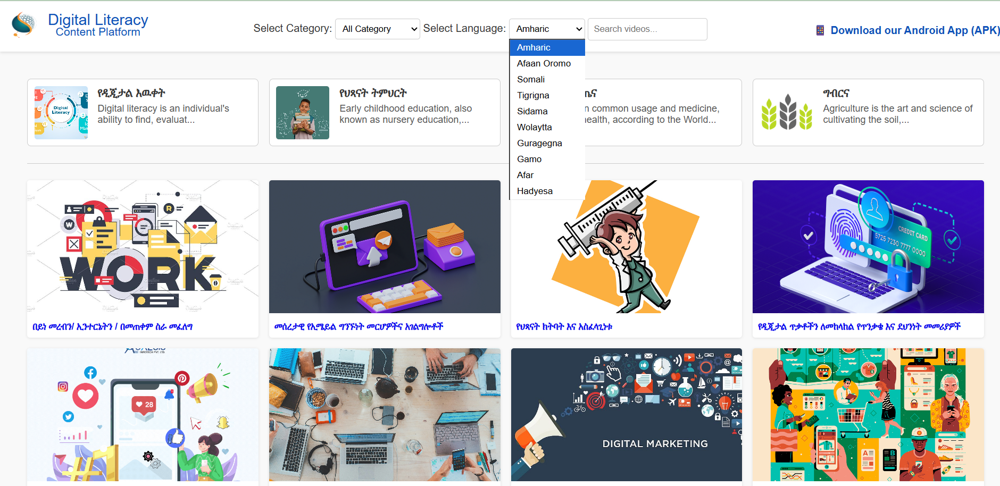 Digital Literacy
Content Platform
Select Category:
All Category
Select Language:
Amharic
Search videos...
Download our Android App (APK)
Amharic
Afaan Oromo
Somali
Tigrigna
Sidama
Wolaytta
Guragegna
Gamo
Afar
Hadyesa
Digital
Literacy
የዲጂታል እዉቀት
Digital literacy is an individual's
ability to find, evaluat...
የህጻናት ትምህርት
Early childhood education, also
known as nursery education,...
ጤና
n common usage and medicine,
health, according to the World...
ግብርና
Agriculture is the art and science of
cultivating the soil,...
W
R
WORK
በይነ መረብን/ ኢንተርኔትን / በመጠቀም ስራ መፈለግ
መሰረታዊ የኢሜይል ግንኙነት መርሆዎችና አገልግሎቶች
የህጻናት ክትባት እና አስፈላጊነቱ
CREDIT CARD
5725 7230 7777 0000
የዲጂታል ጥቃቶችን ለመከላከል የጥንቃቄ እና ደህንነት መመሪያዎች
INFOTECH PVT. LTD.
28
#
DIGITAL MARKETING
A
B